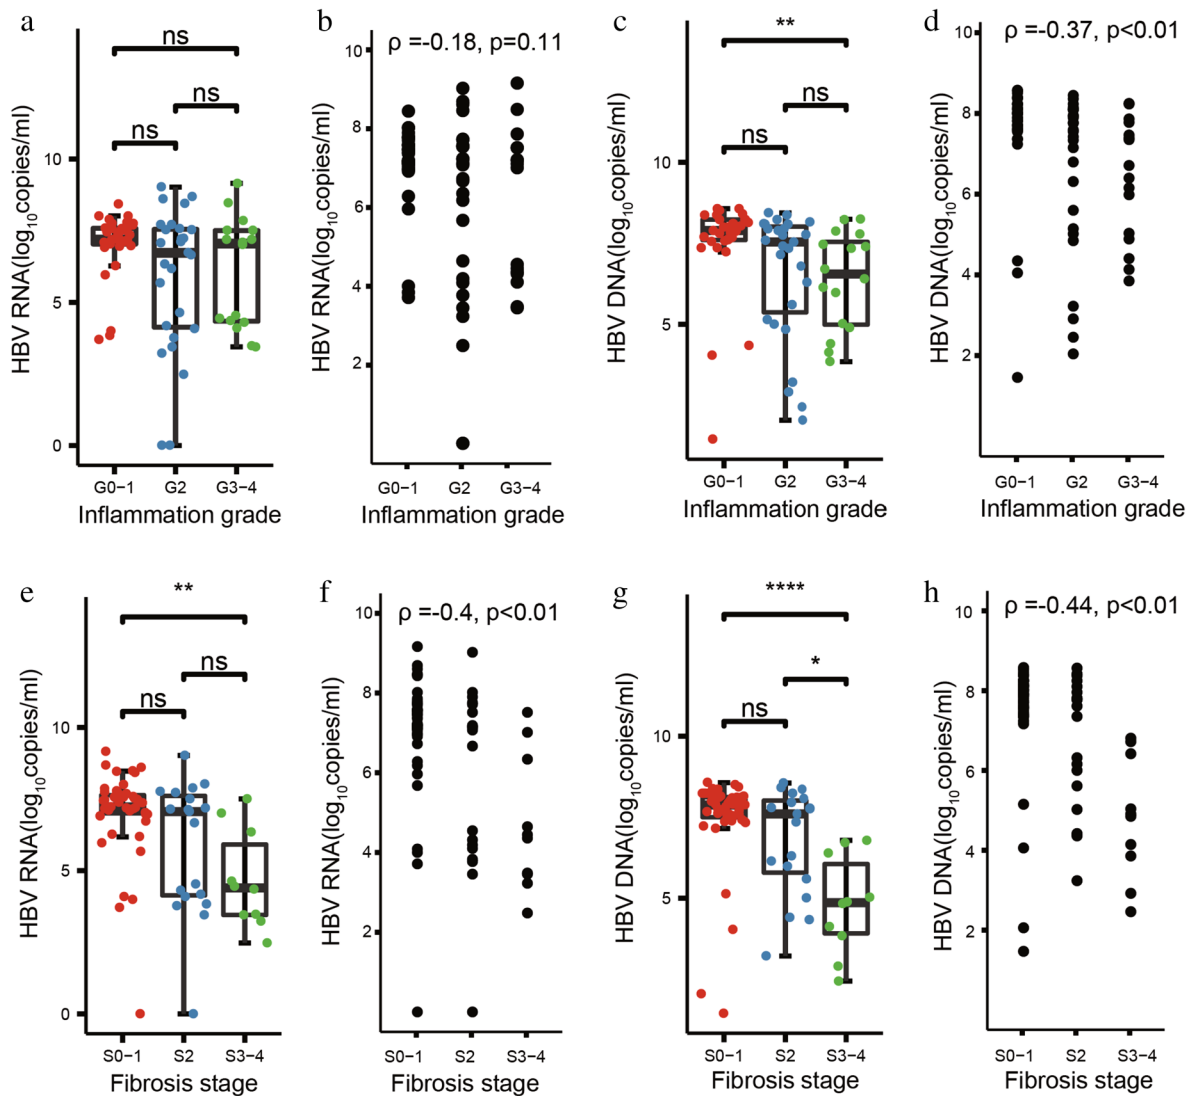 a
ns
ns
ns
HBV RNA(log10copies/ml)
10
5
0
G0−1 G2 G3−4
Inflammation grade
b
ρ =-0.18, p=0.11
HBV RNA(log10copies/ml)
10
8
6
4
2
G0−1 G2 G3−4
Inflammation grade
c
**
ns
ns
HBV DNA(log10copies/ml)
10
5
G0−1 G2 G3−4
Inflammation grade
d
ρ =-0.37, p<0.01
HBV DNA(log10copies/ml)
10
8
6
4
2
G0−1 G2 G3−4
Inflammation grade
e
**
ns
ns
HBV RNA(log10copies/ml)
10
5
0
S0−1 S2 S3−4
Fibrosis stage
f
ρ =-0.4, p<0.01
HBV RNA(log10copies/ml)
10
8
6
4
2
S0−1 S2 S3−4
Fibrosis stage
g
****
*
ns
HBV DNA(log10copies/ml)
10
5
S0−1 S2 S3−4
Fibrosis stage
h
ρ =-0.44, p<0.01
HBV DNA(log10copies/ml)
10
8
6
4
2
S0−1 S2 S3−4
Fibrosis stage